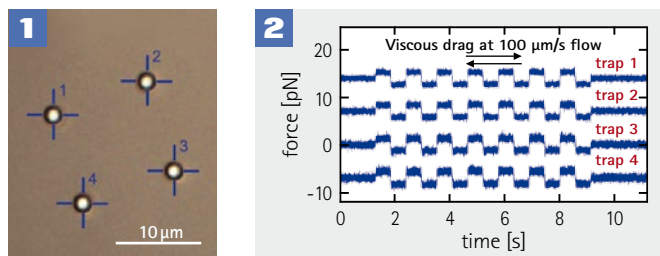 1
1
2
3
4
10 µm
2
Viscous drag at 100 µm/s flow
force [pN]
20
10
0
-10
trap 1
trap 2
trap 3
trap 4
0 2 4 6 8 10
time [s]